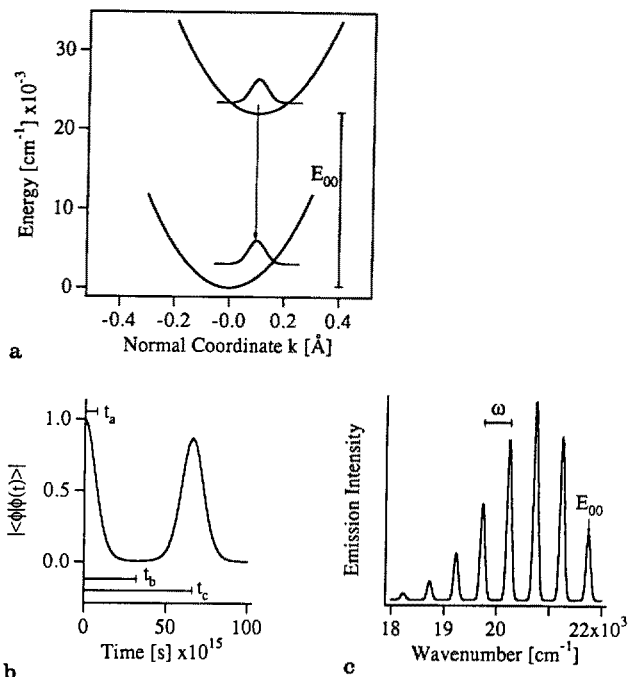 Energy [cm⁻¹] x10⁻³
30
20
10
0
E₀₀
-0.4 -0.2 -0.0 0.2 0.4
Normal Coordinate k [Å]
a
|<ϕ|ϕ(t)>|
1.0
0.5
0.0
tₐ
t_b
t_c
0 50 100
Time [s] x10¹⁵
b
Emission Intensity
ω
E₀₀
18 19 20 22x10³
Wavenumber [cm⁻¹]
c